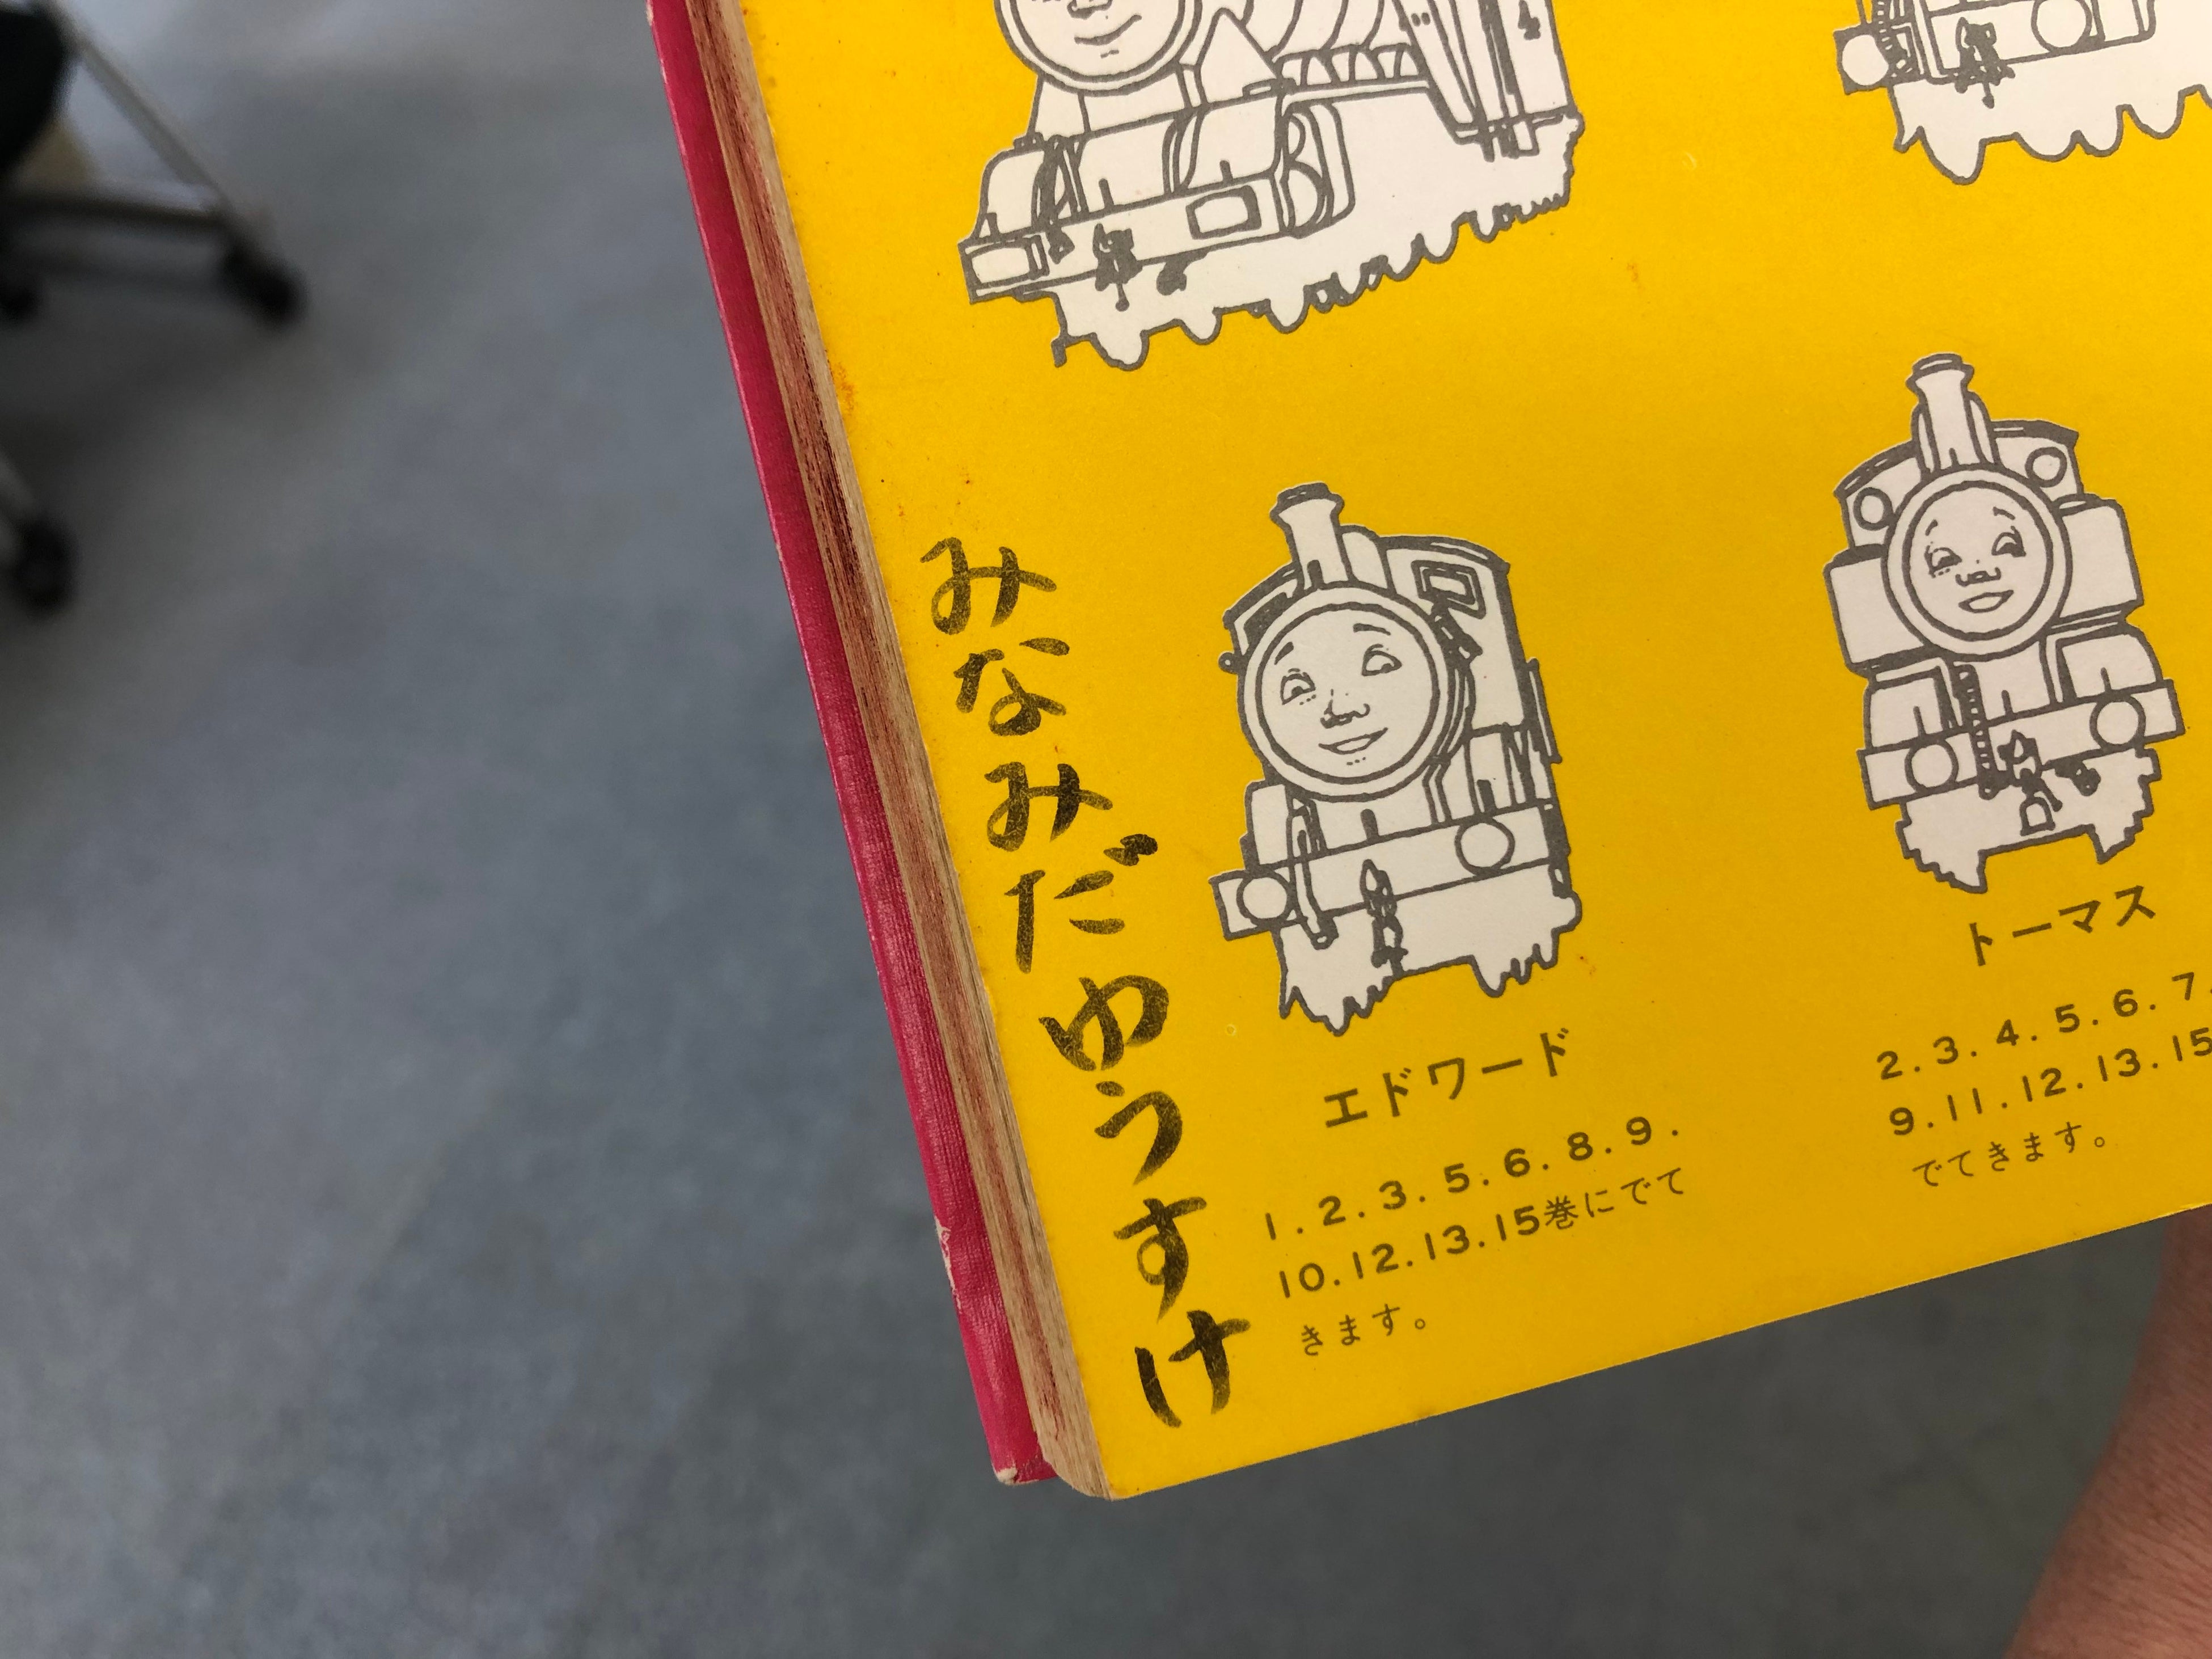 みなみだゆうすけ
エドワード
1.2.3.5.6.8.9.
10.12.13.15巻にでて
きます。
トーマス
2.3.4.5.6.7.
9.11.12.13.15
でてきます。
4